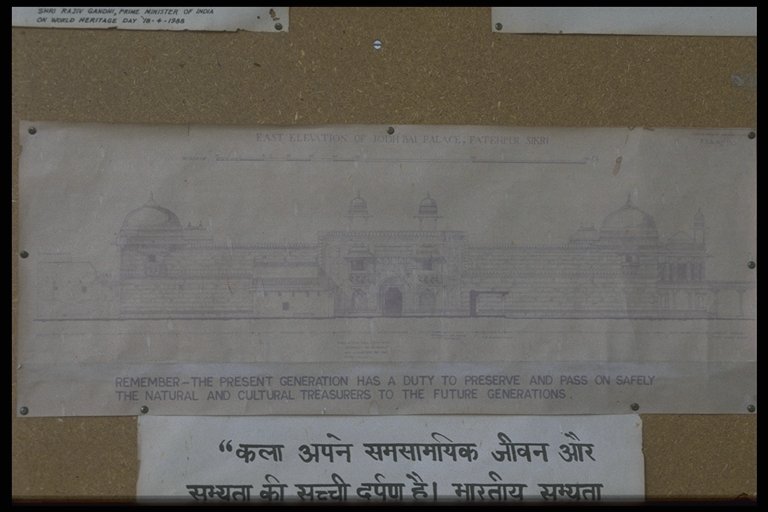 SHRI RAJIV GANDHI, PRIME MINISTER OF INDIA
ON WORLD HERITAGE DAY 18-4-1988
EAST ELEVATION OF JODH BAI PALACE, FATEHPUR SIKRI
REMEMBER-THE PRESENT GENERATION HAS A DUTY TO PRESERVE AND PASS ON SAFELY
THE NATURAL AND CULTURAL TREASURERS TO THE FUTURE GENERATIONS.
“कला अपने समसामायिक जीवन और
सभ्यता की सच्ची दर्पण है। भारतीय सभ्यता